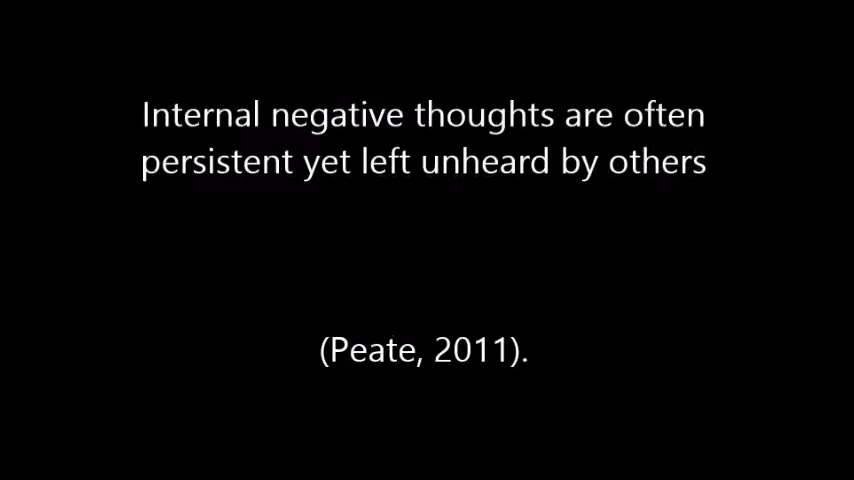 Internal negative thoughts are often
persistent yet left unheard by others
(Peate, 2011).